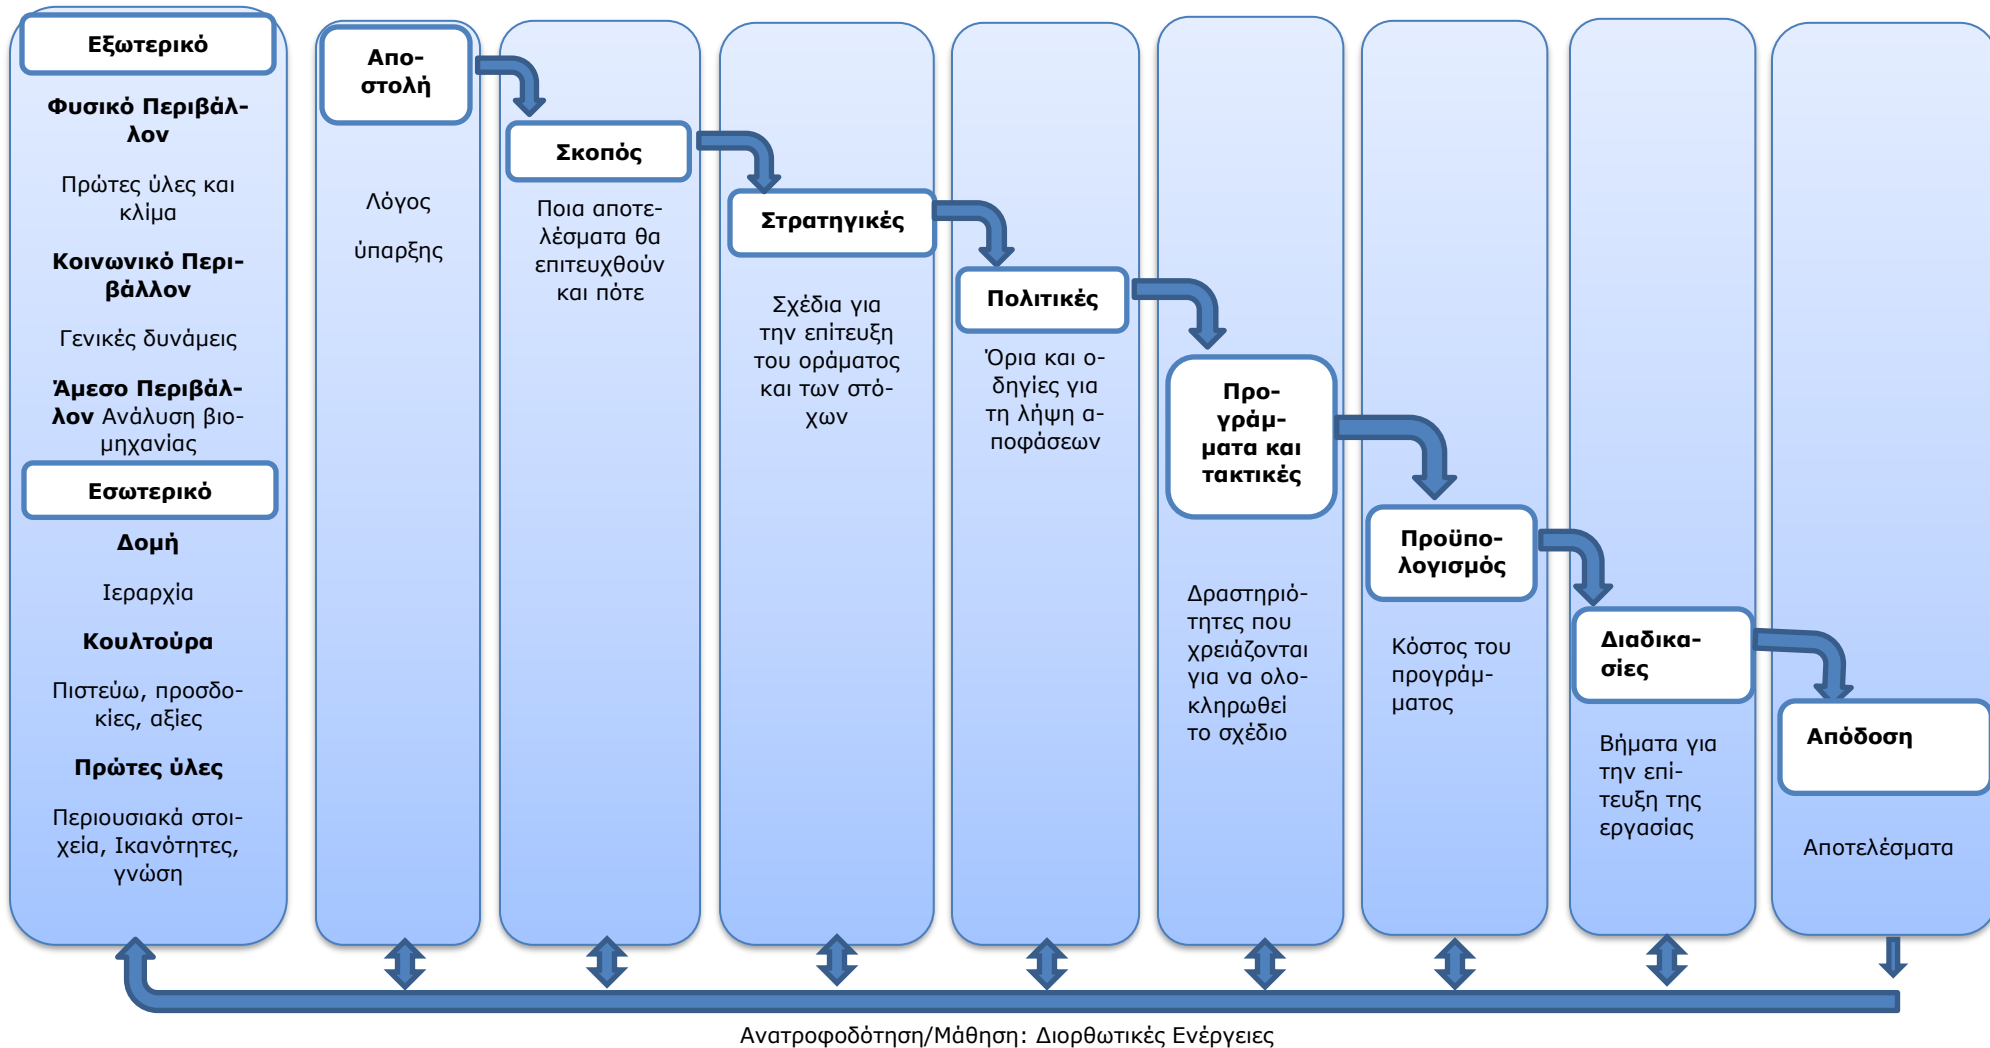 Εξωτερικό
Φυσικό Περιβάλ-
λον
Πρώτες ύλες και
κλίμα
Κοινωνικό Περι-
βάλλον
Γενικές δυνάμεις
Άμεσο Περιβάλ-
λον Ανάλυση βιο-
μηχανίας
Εσωτερικό
Δομή
Ιεραρχία
Κουλτούρα
Πιστεύω, προσδο-
κίες, αξίες
Πρώτες ύλες
Περιουσιακά στοι-
χεία, Ικανότητες,
γνώση
Απο-
στολή
Λόγος
ύπαρξης
Σκοπός
Ποια αποτε-
λέσματα θα
επιτευχθούν
και πότε
Στρατηγικές
Σχέδια για
την επίτευξη
του οράματος
και των στό-
χων
Πολιτικές
Όρια και ο-
δηγίες για
τη λήψη α-
ποφάσεων
Προ-
γράμ-
ματα και
τακτικές
Δραστηριό-
τητες που
χρειάζονται
για να ολο-
κληρωθεί
το σχέδιο
Προϋπο-
λογισμός
Κόστος του
προγράμ-
ματος
Διαδικα-
σίες
Βήματα για
την επί-
τευξη της
εργασίας
Απόδοση
Αποτελέσματα
Ανατροφοδότηση/Μάθηση: Διορθωτικές Ενέργειες